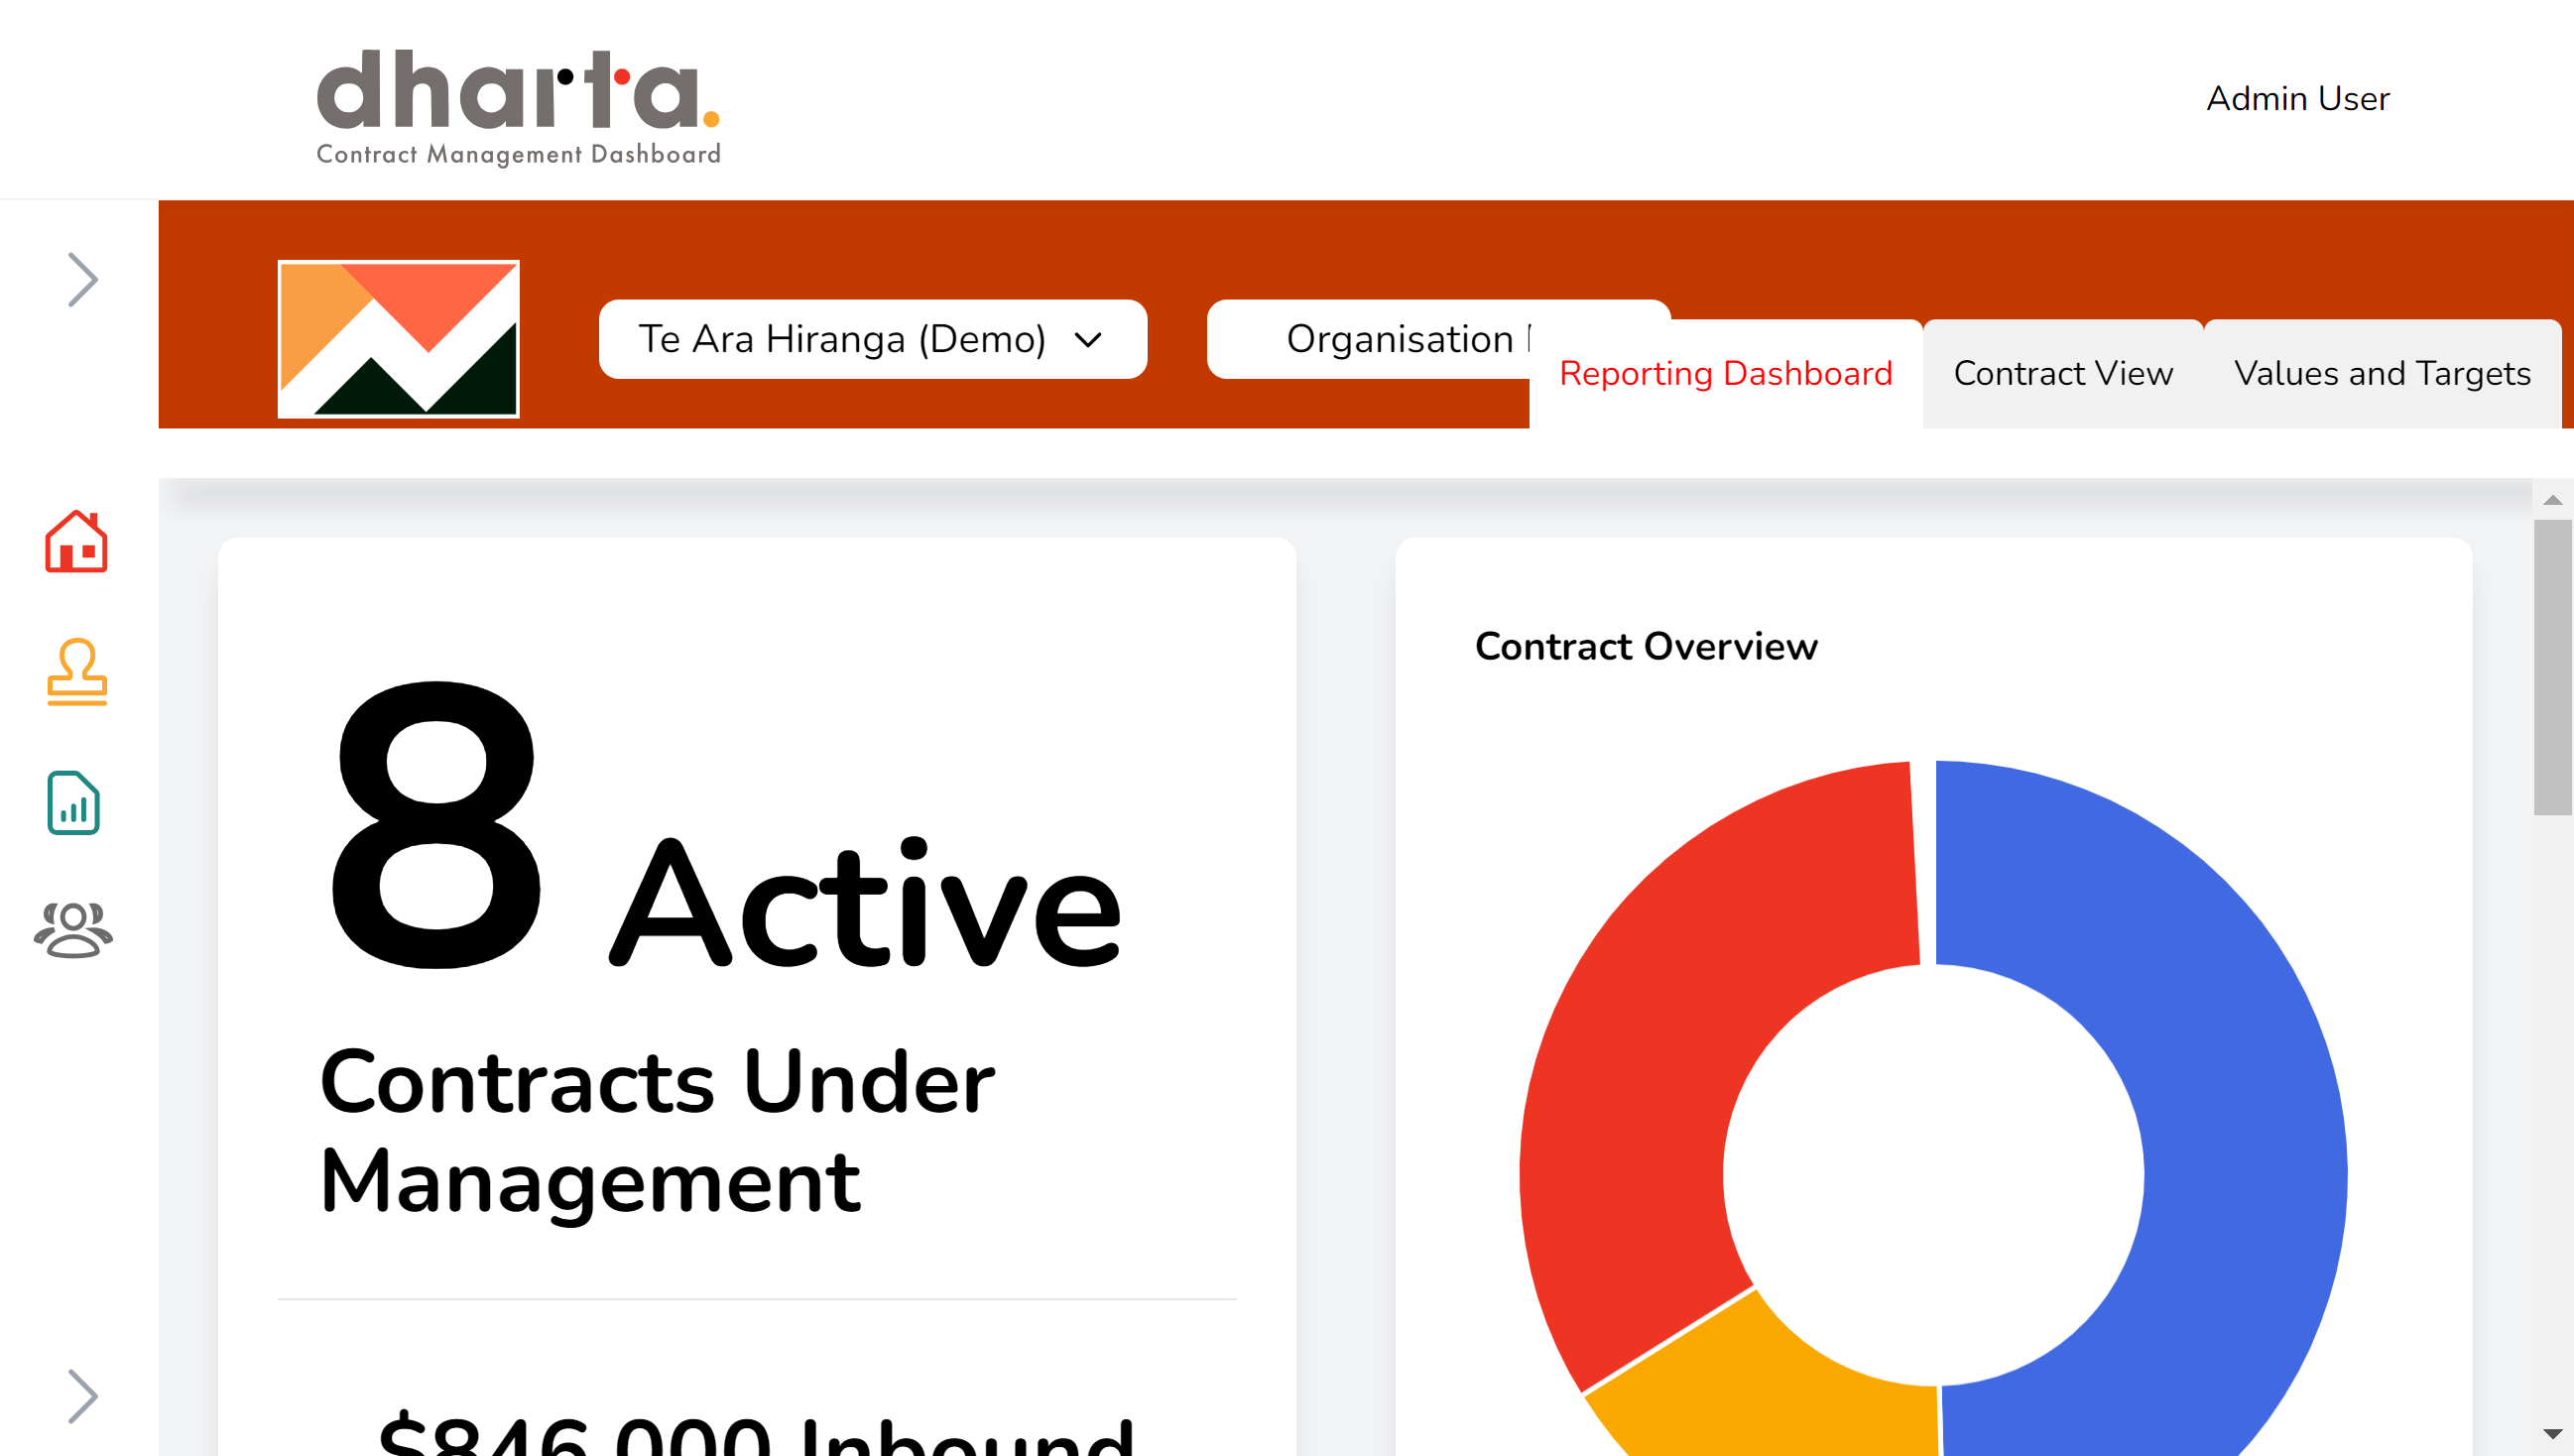 dharta.
Contract Management Dashboard
Admin User
Te Ara Hiranga (Demo)
Organisation
Reporting Dashboard
Contract View
Values and Targets
8 Active
Contracts Under
Management
Contract Overview
$846,000 Inbound